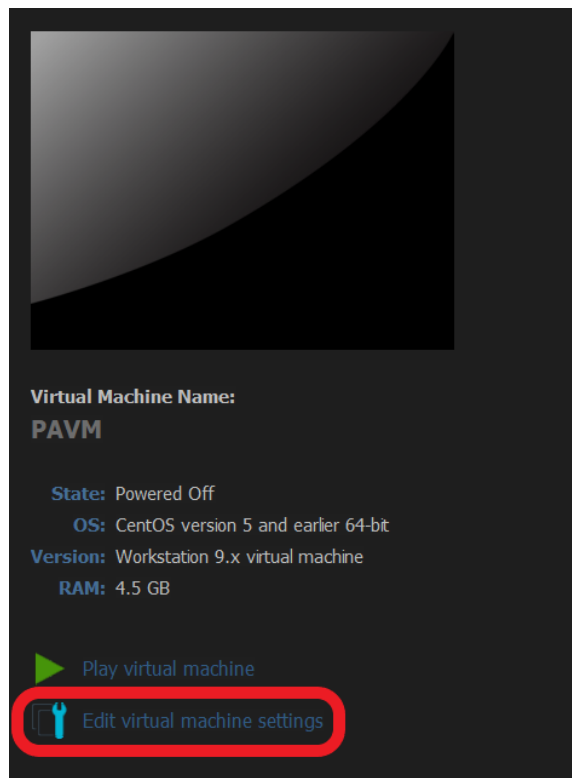 Virtual Machine Name:
PAVM
State: Powered Off
OS: CentOS version 5 and earlier 64-bit
Version: Workstation 9.x virtual machine
RAM: 4.5 GB
Play virtual machine
Edit virtual machine settings